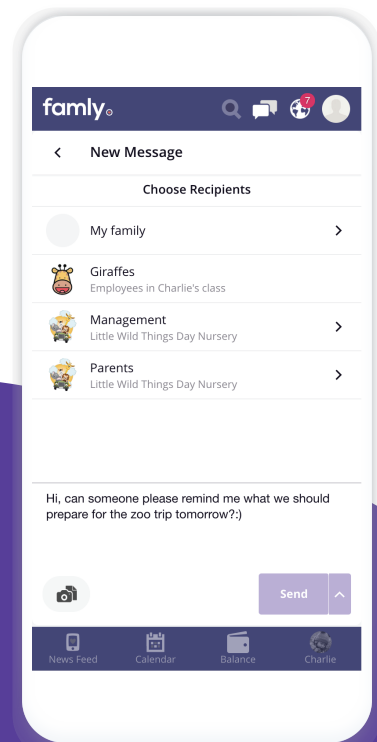 famly
7
New Message
Choose Recipients
My family
Giraffes
Employees in Charlie's class
Management
Little Wild Things Day Nursery
Parents
Little Wild Things Day Nursery
Hi, can someone please remind me what we should
prepare for the zoo trip tomorrow?:)
Send
News Feed
Calendar
Balance
Charlie